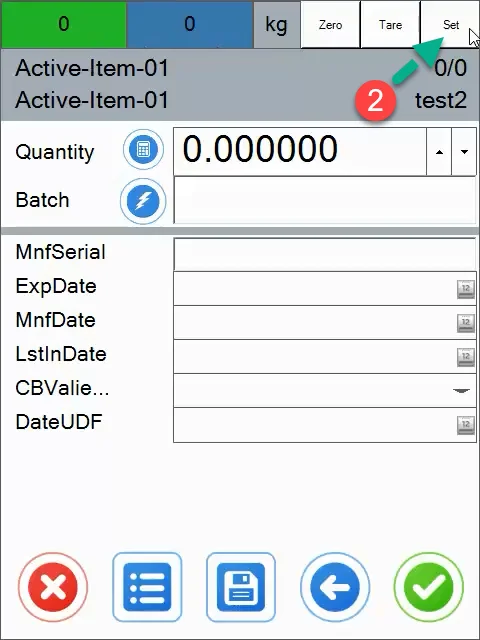 0 0 kg Zero Tare Set
Active-Item-01 0/0
Active-Item-01 2 test2
Quantity 0.000000
Batch
MnfSerial
ExpDate 12
MnfDate 12
LstInDate 12
CBValie...
DateUDF 12